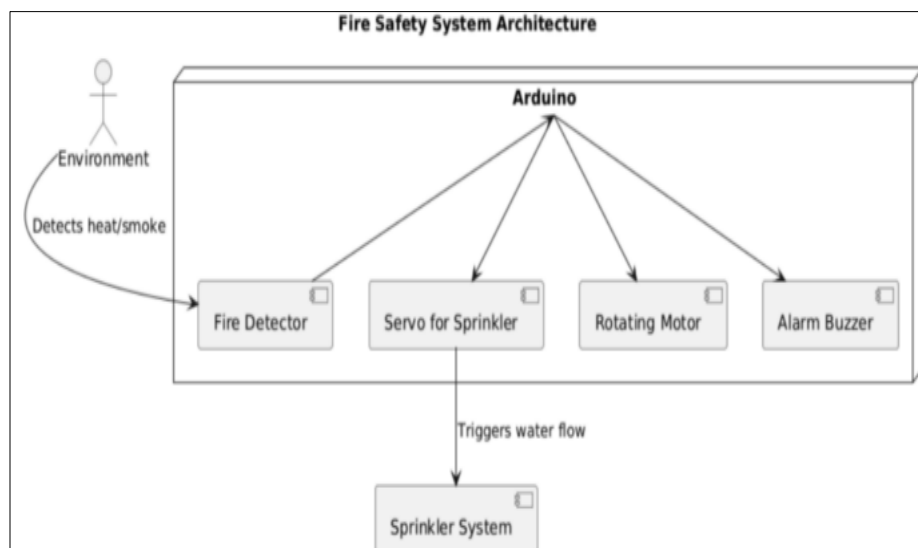 Fire Safety System Architecture
Arduino
Environment
Detects heat/smoke
Fire Detector
Servo for Sprinkler
Rotating Motor
Alarm Buzzer
Triggers water flow
Sprinkler System